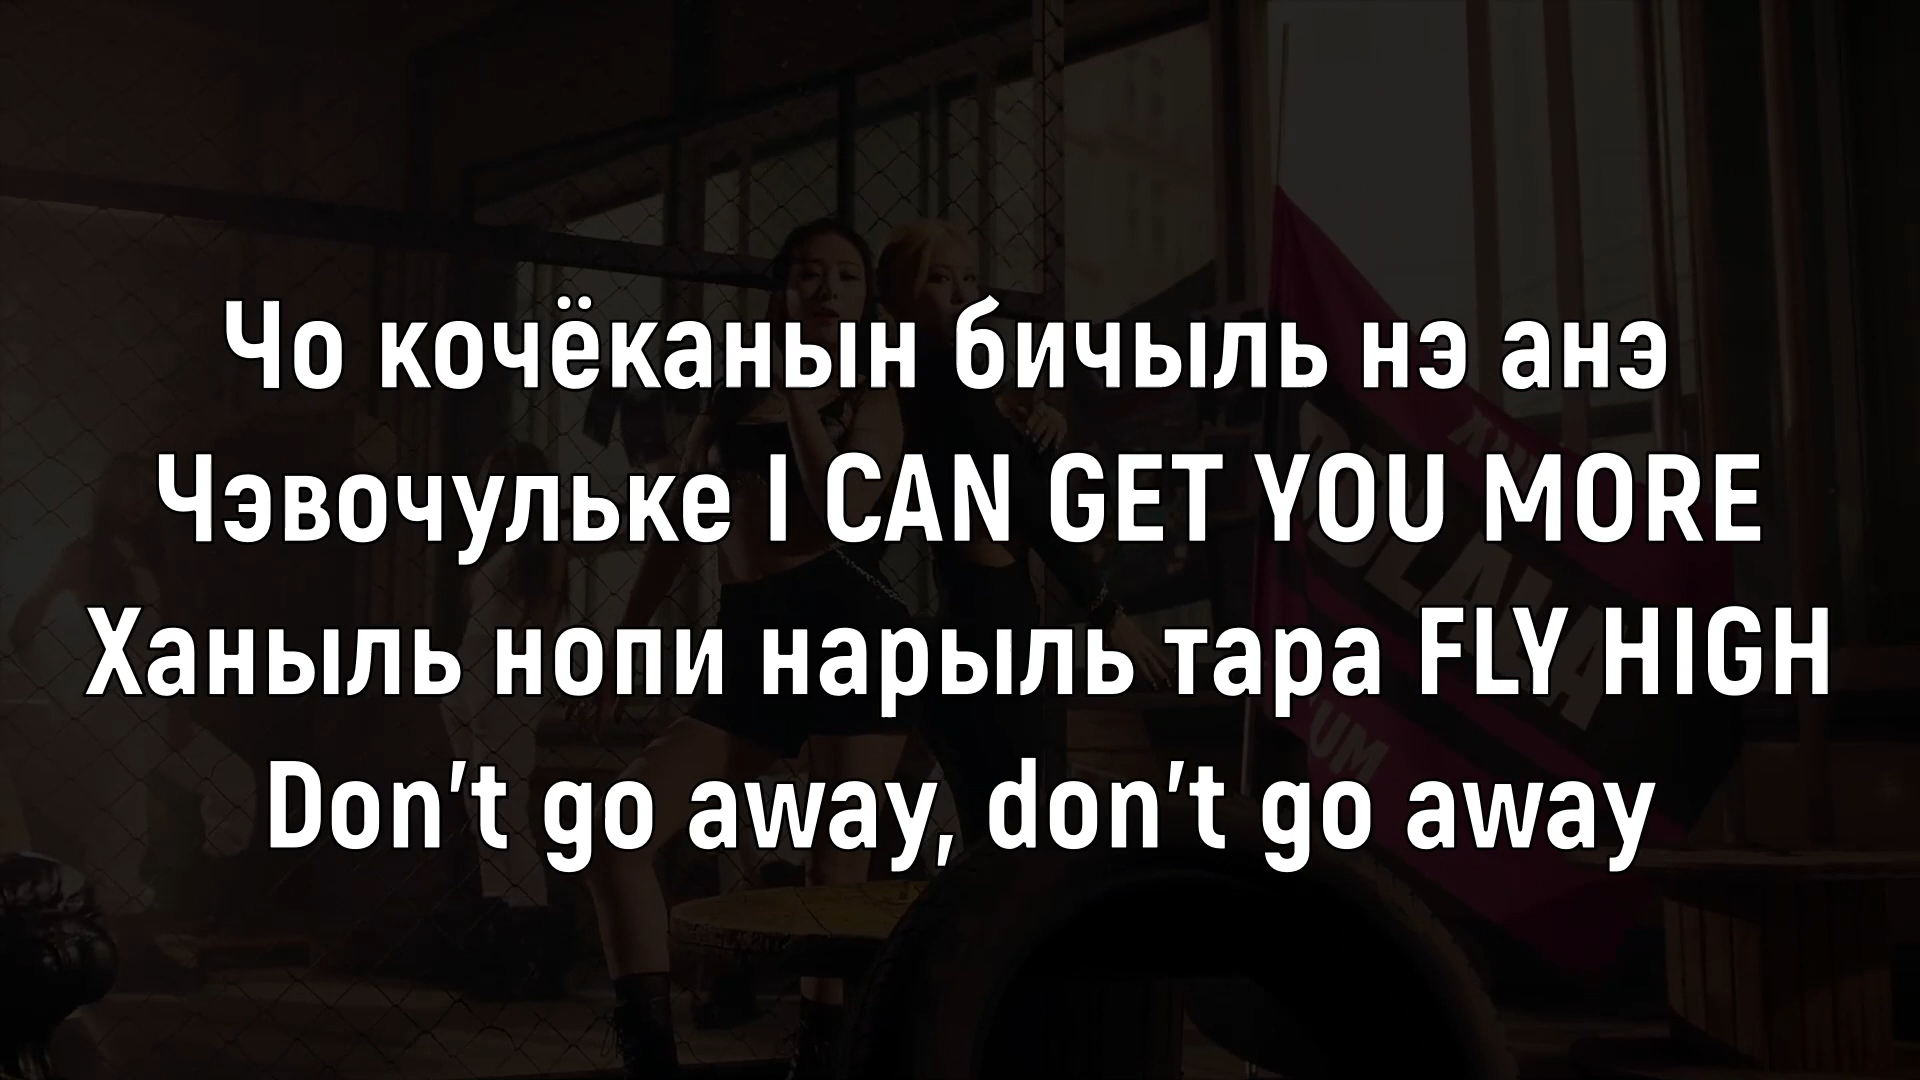 Чо кочёканын бичыль нэ анэ
Чэвочульке I CAN GET YOU MORE
Ханыль нопи нарыль тара FLY HIGH
Don't go away, don't go away